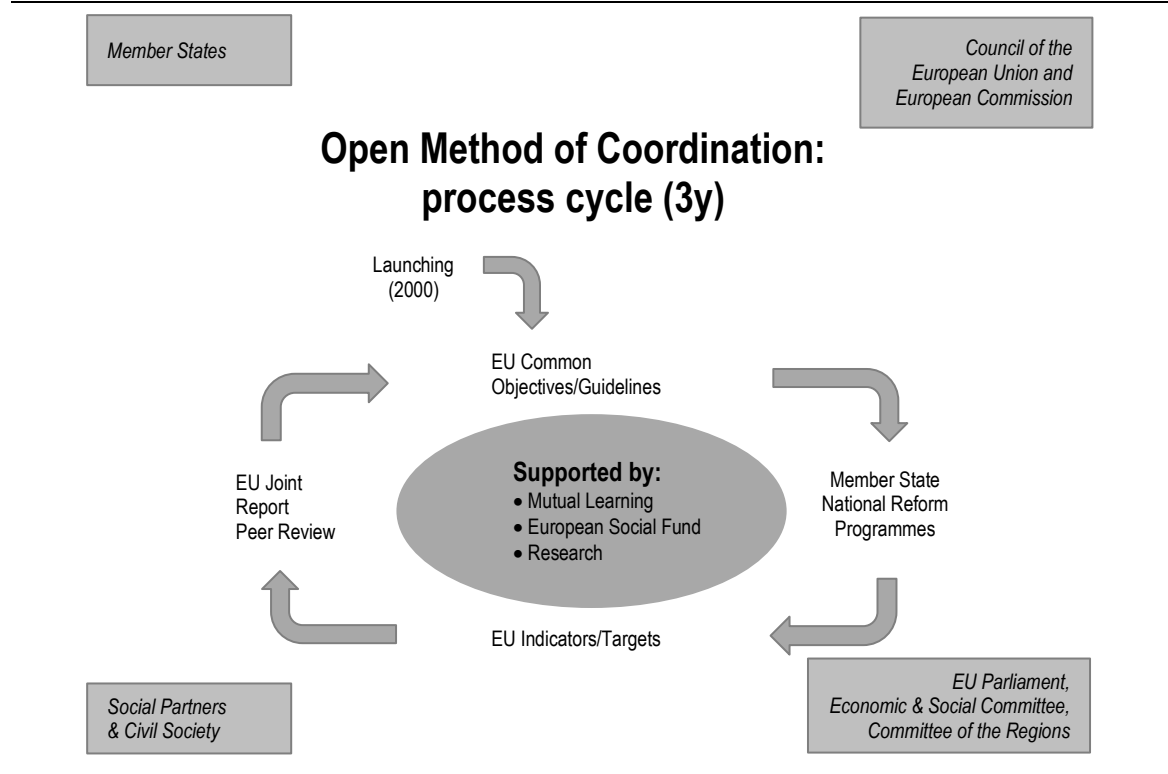 Member States
Council of the
European Union and
European Commission
Open Method of Coordination:
process cycle (3y)
Launching
(2000)
EU Common
Objectives/Guidelines
Supported by:
• Mutual Learning
• European Social Fund
• Research
Member State
National Reform
Programmes
EU Joint
Report
Peer Review
EU Indicators/Targets
Social Partners
& Civil Society
EU Parliament,
Economic & Social Committee,
Committee of the Regions